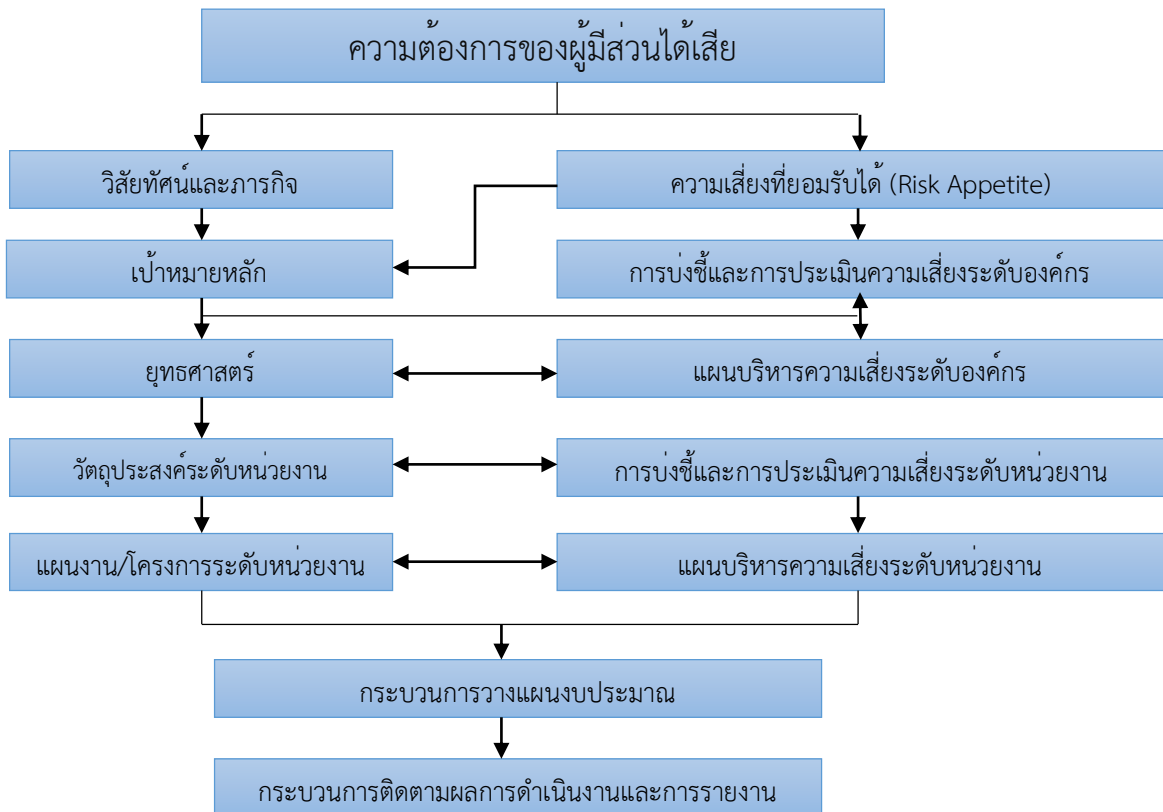 ความต้องการของผู้มีส่วนได้เสีย
วิสัยทัศน์และภารกิจ
ความเสี่ยงที่ยอมรับได้ (Risk Appetite)
เป้าหมายหลัก
การบ่งชี้และการประเมินความเสี่ยงระดับองค์กร
ยุทธศาสตร์
แผนบริหารความเสี่ยงระดับองค์กร
วัตถุประสงค์ระดับหน่วยงาน
การบ่งชี้และการประเมินความเสี่ยงระดับหน่วยงาน
แผนงาน/โครงการระดับหน่วยงาน
แผนบริหารความเสี่ยงระดับหน่วยงาน
กระบวนการวางแผนงบประมาณ
กระบวนการติดตามผลการดำเนินงานและการรายงาน